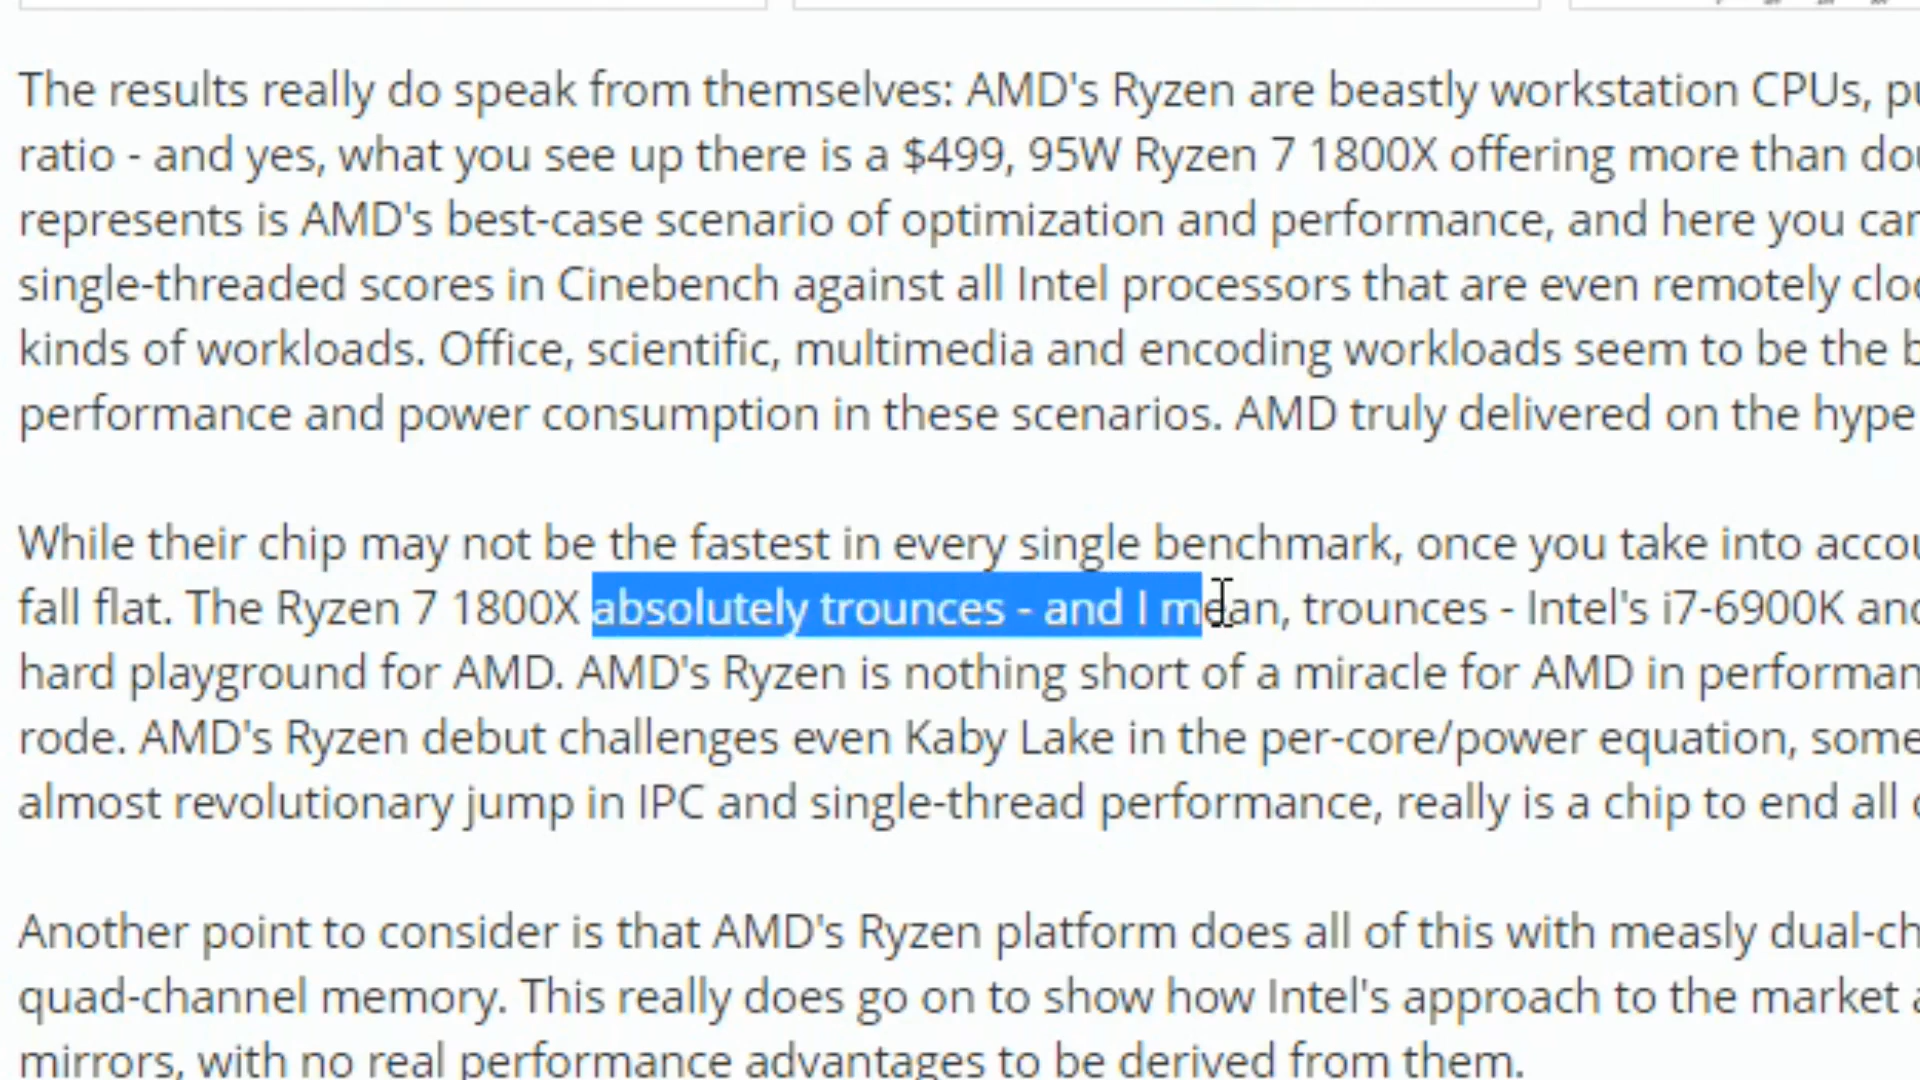 The results really do speak from themselves: AMD's Ryzen are beastly workstation CPUs,
ratio - and yes, what you see up there is a $499, 95W Ryzen 7 1800X offering more than
represents is AMD's best-case scenario of optimization and performance, and here you
single-threaded scores in Cinebench against all Intel processors that are even remotely
kinds of workloads. Office, scientific, multimedia and encoding workloads seem to be the
performance and power consumption in these scenarios. AMD truly delivered on the hype
While their chip may not be the fastest in every single benchmark, once you take into
fall flat. The Ryzen 7 1800X absolutely trounces - and I mean, trounces - Intel's i7-6900K
hard playground for AMD. AMD's Ryzen is nothing short of a miracle for AMD in
rode. AMD's Ryzen debut challenges even Kaby Lake in the per-core/power equation,
almost revolutionary jump in IPC and single-thread performance, really is a chip to end all
Another point to consider is that AMD's Ryzen platform does all of this with measly
quad-channel memory. This really does go on to show how Intel's approach to the market
mirrors, with no real performance advantages to be derived from them.